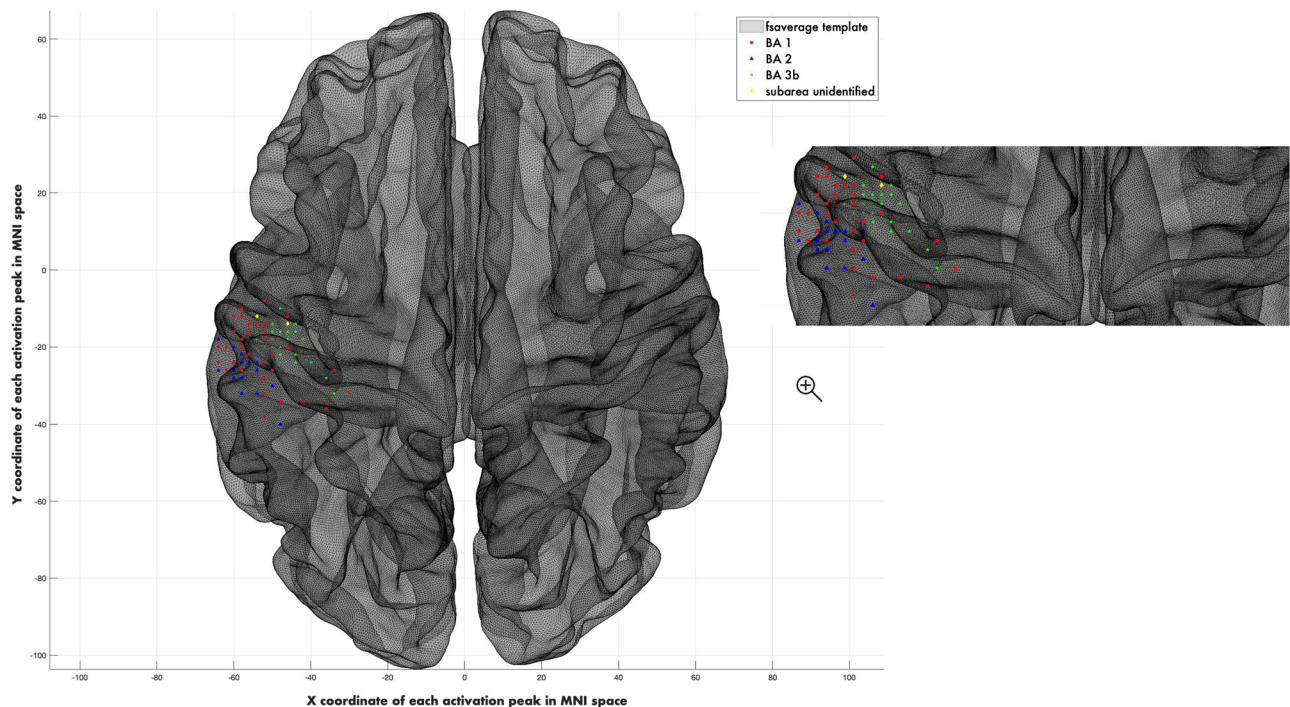 fsaverage template
BA 1
BA 2
BA 3b
subarea unidentified
60
40
20
0
-20
-40
-60
-80
-100
Y coordinate of each activation peak in MNI space
-100
-80
-60
-40
-20
0
20
40
60
80
100
X coordinate of each activation peak in MNI space